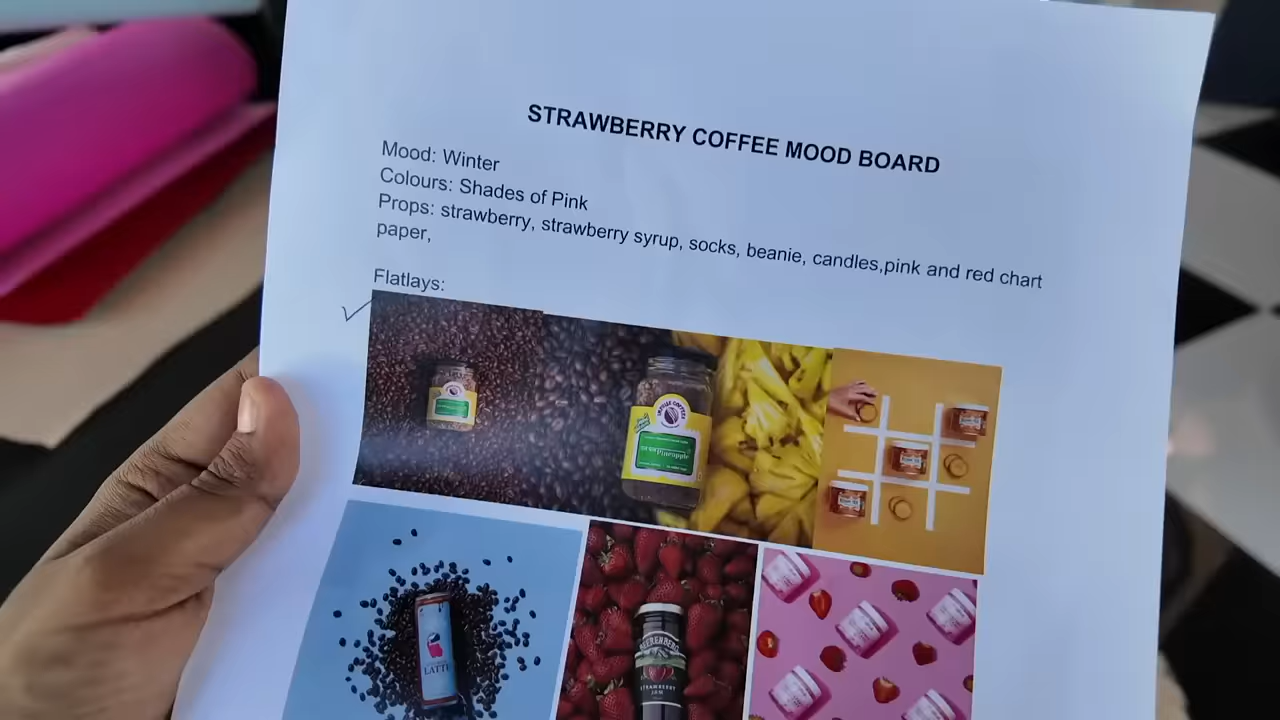 STRAWBERRY COFFEE MOOD BOARD
Mood: Winter
Colours: Shades of Pink
Props: strawberry, strawberry syrup, socks, beanie, candles,pink and red chart
paper,
Flatlays:
Pineapple
LATTE
STRAWBERRY
JAM